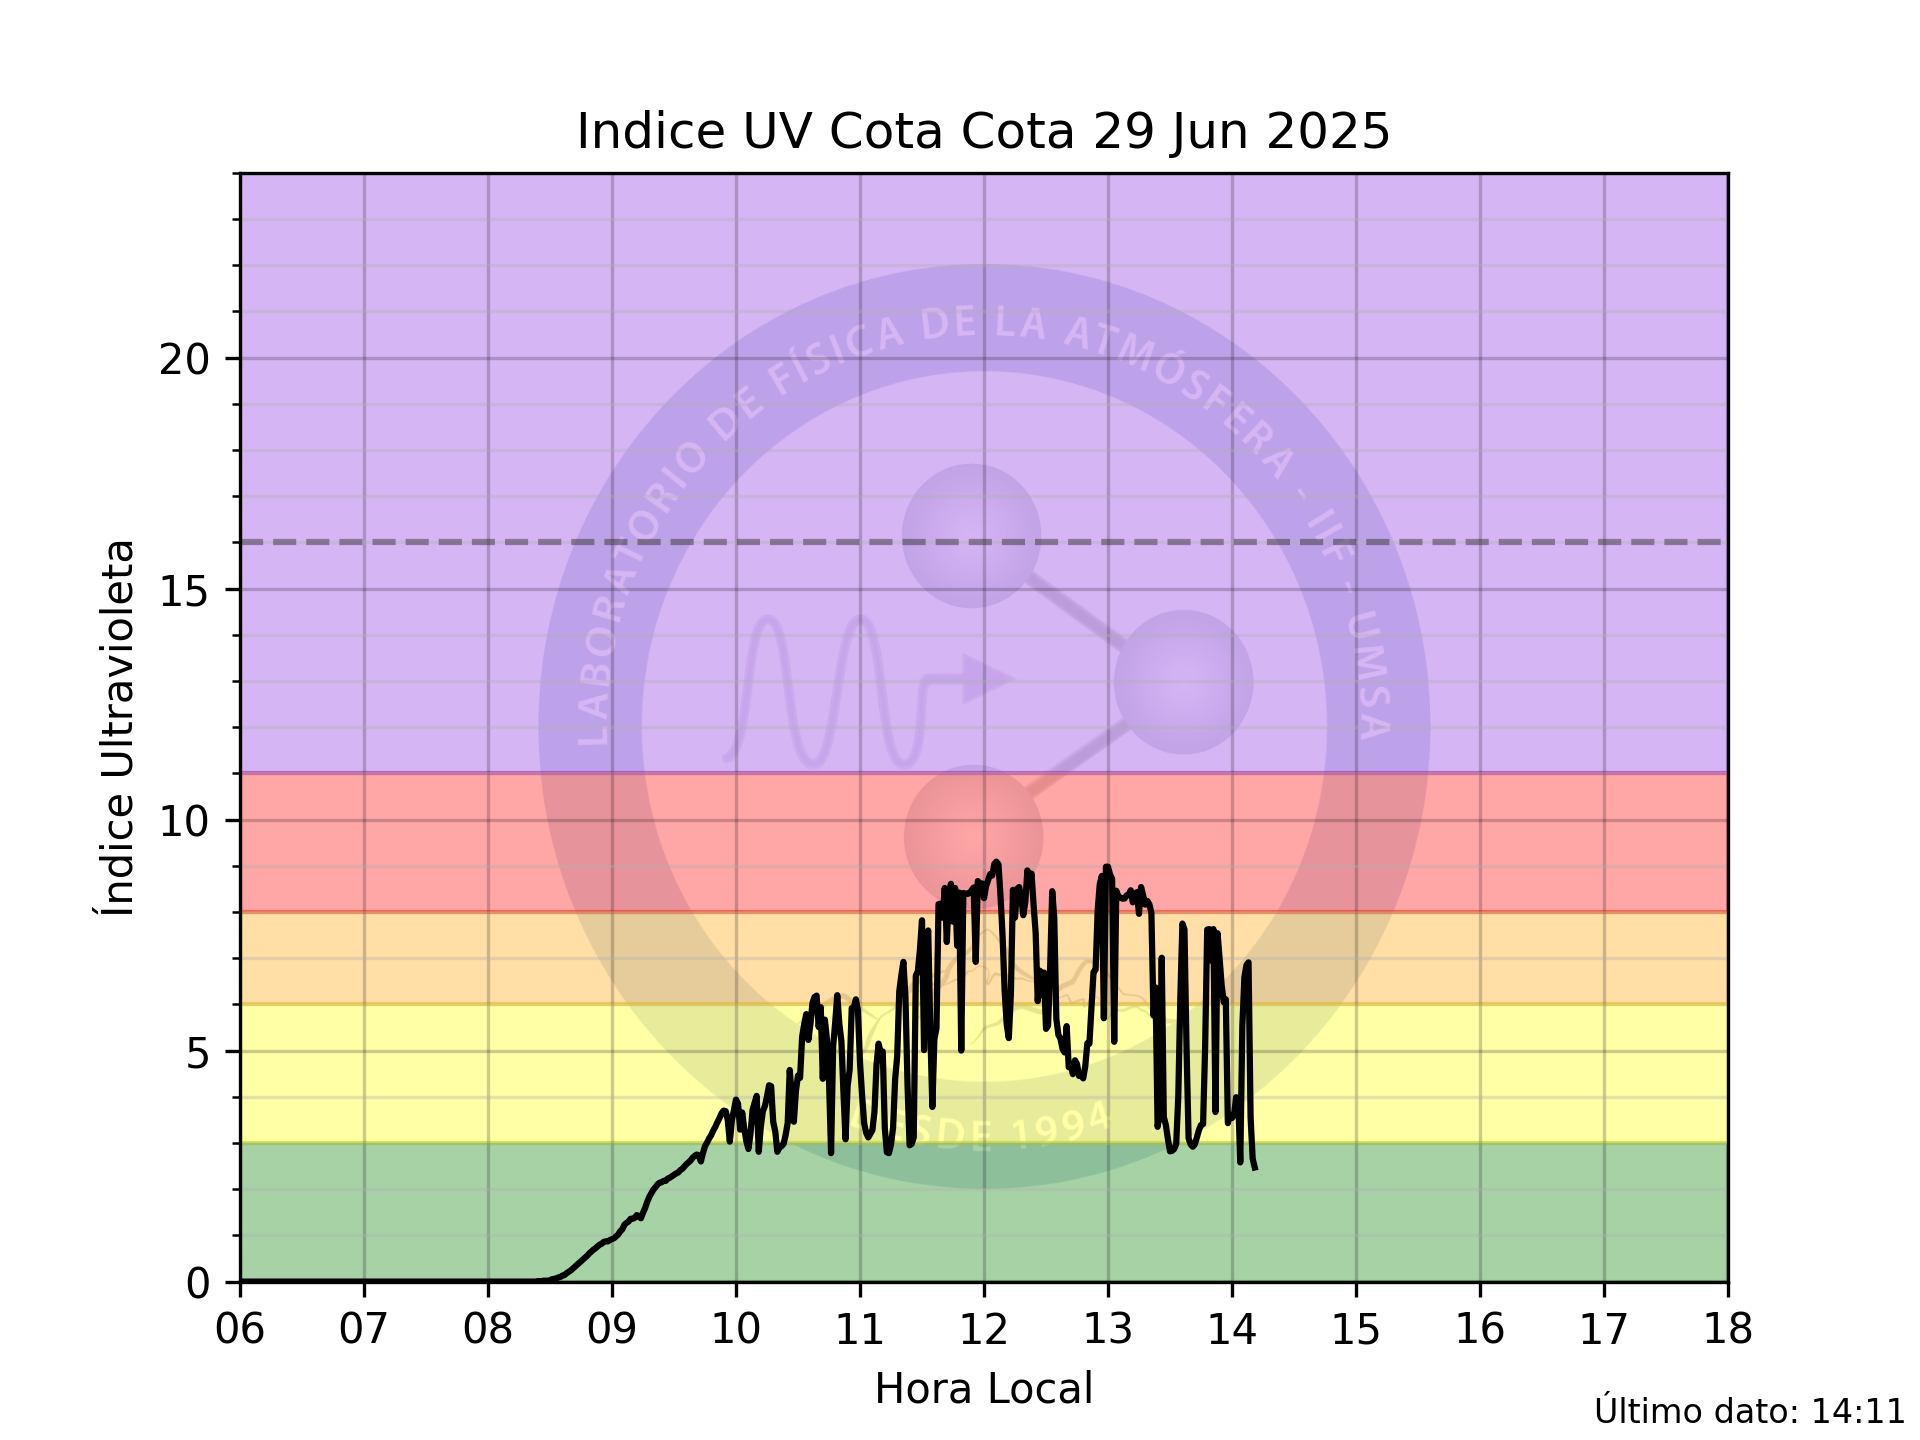 Indice UV Cota Cota 29 Jun 2025
LABORATORIO DE FÍSICA DE LA ATMÓSFERA - IIF - UMSA
20
15
10
5
0
Índice Ultravioleta
DESDE 1994
06 07 08 09 10 11 12 13 14 15 16 17 18
Hora Local
Último dato: 14:11